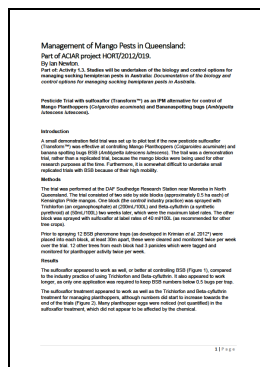 Management of Mango Pests in Queensland:
Part of ACIAR project HORT/2012/019.
By Ian Newton.
Part of: Activity 1.3. Studies will be undertaken of the biology and control options for
managing sucking hemipteran pests in Australia: Documentation of the biology and
control options for managing sucking hemipteran pests in Australia.
Pesticide Trial with sulfoxaflor (Transform™) as an IPM alternative for control of
Mango Planthoppers (Colgaroides acuminata) and Bananaspotting bugs (Amblypelta
lutescens lutescens).
Introduction
A small demonstration field trial was set up to pilot test if the new pesticide sulfoxaflor
(Transform™) was effective at controlling Mango Planthoppers (Colgaroides acuminata) and
banana spotting bugs BSB (Amblypelta lutescens lutescens). The trial was a demonstration
trial, rather than a replicated trial, because the mango blocks were being used for other
research purposes at the time. Furthermore, it is somewhat difficult to undertake small
replicated trials with BSB because of their high mobility.
Methods
The trial was performed at the DAF Southedge Research Station near Mareeba in North
Queensland. The trial consisted of two side by side blocks (approximately 0.5 ha each) of
Kensington Pride mangoes. One block (the control industry practice) was sprayed with
Trichlorfon (an organophosphate) at (200mL/100L) and Beta-cyfluthrin (a synthetic
pyrethroid) at (50mL/100L) two weeks later, which were the maximum label rates. The other
block was sprayed with sulfoxaflor at label rates of 40 ml/100L (as recommended for other
tree crops).
Prior to spraying 12 BSB pheromone traps (as developed in Khrimian et al. 2012*) were
placed into each block, at least 30m apart, these were cleared and monitored twice per week
over the trial. 12 other trees from each block had 3 panicles which were tagged and
monitored for planthopper activity twice per week.
Results
The sulfoxaflor appeared to work as well, or better at controlling BSB (Figure 1), compared
to the industry practice of using Trichlorfon and Beta-cyfluthrin. It also appeared to work
longer, as only one application was required to keep BSB numbers below 0.5 bugs per trap.
The sulfoxaflor treatment appeared to work as well as the Trichlorfon and Beta-cyfluthrin
treatment for managing planthoppers, although numbers did start to increase towards the
end of the trials (Figure 2). Many planthopper eggs were noticed (not quantified) in the
sulfoxaflor treatment, which did not appear to be affected by the chemical.
1 | P a g e